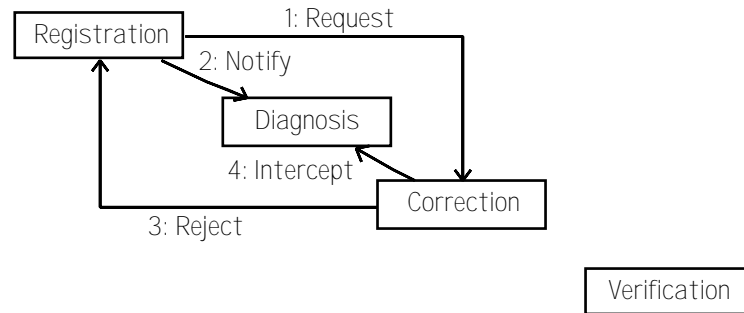 1: Request
Registration
2: Notify
Diagnosis
4: Intercept
Correction
3: Reject
Verification